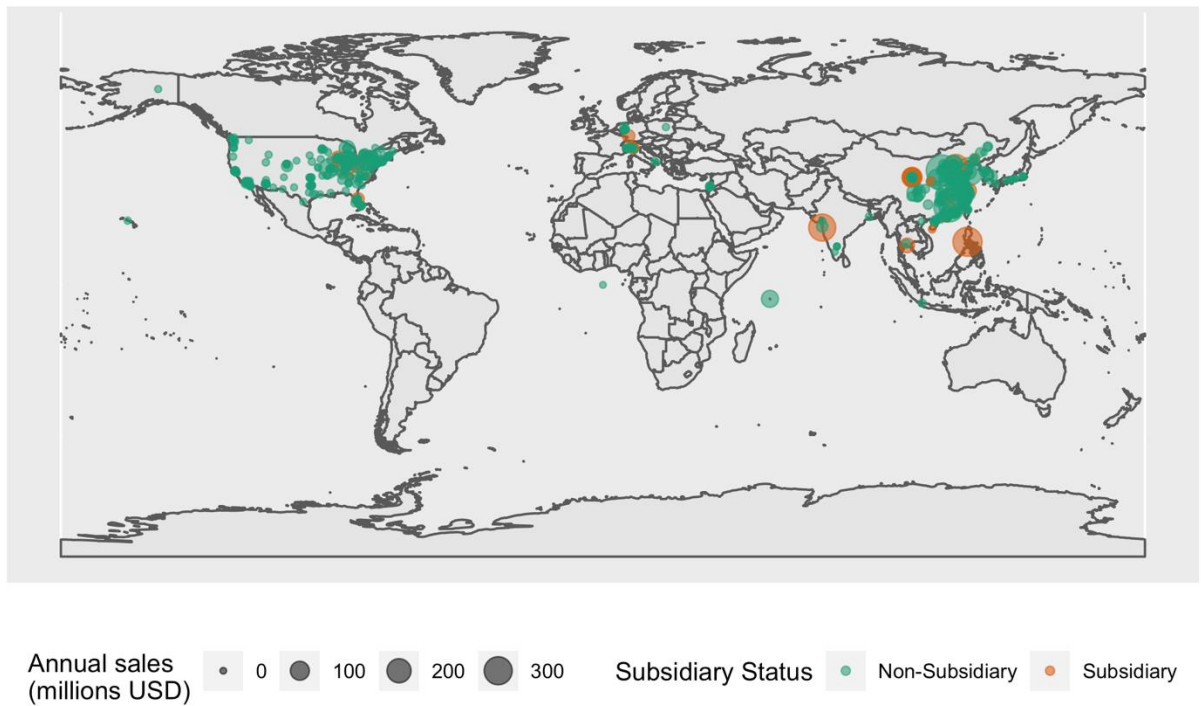 Annual sales
(millions USD)
0
100
200
300
Subsidiary Status
Non-Subsidiary
Subsidiary